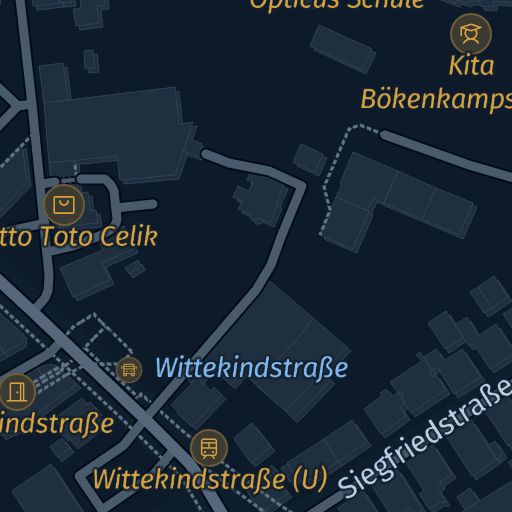 Opticus Schule
Kita
Bökenkamps
tto Toto Celik
Wittekindstraße
indstraße
Wittekindstraße (U)
Siegfriedstraße